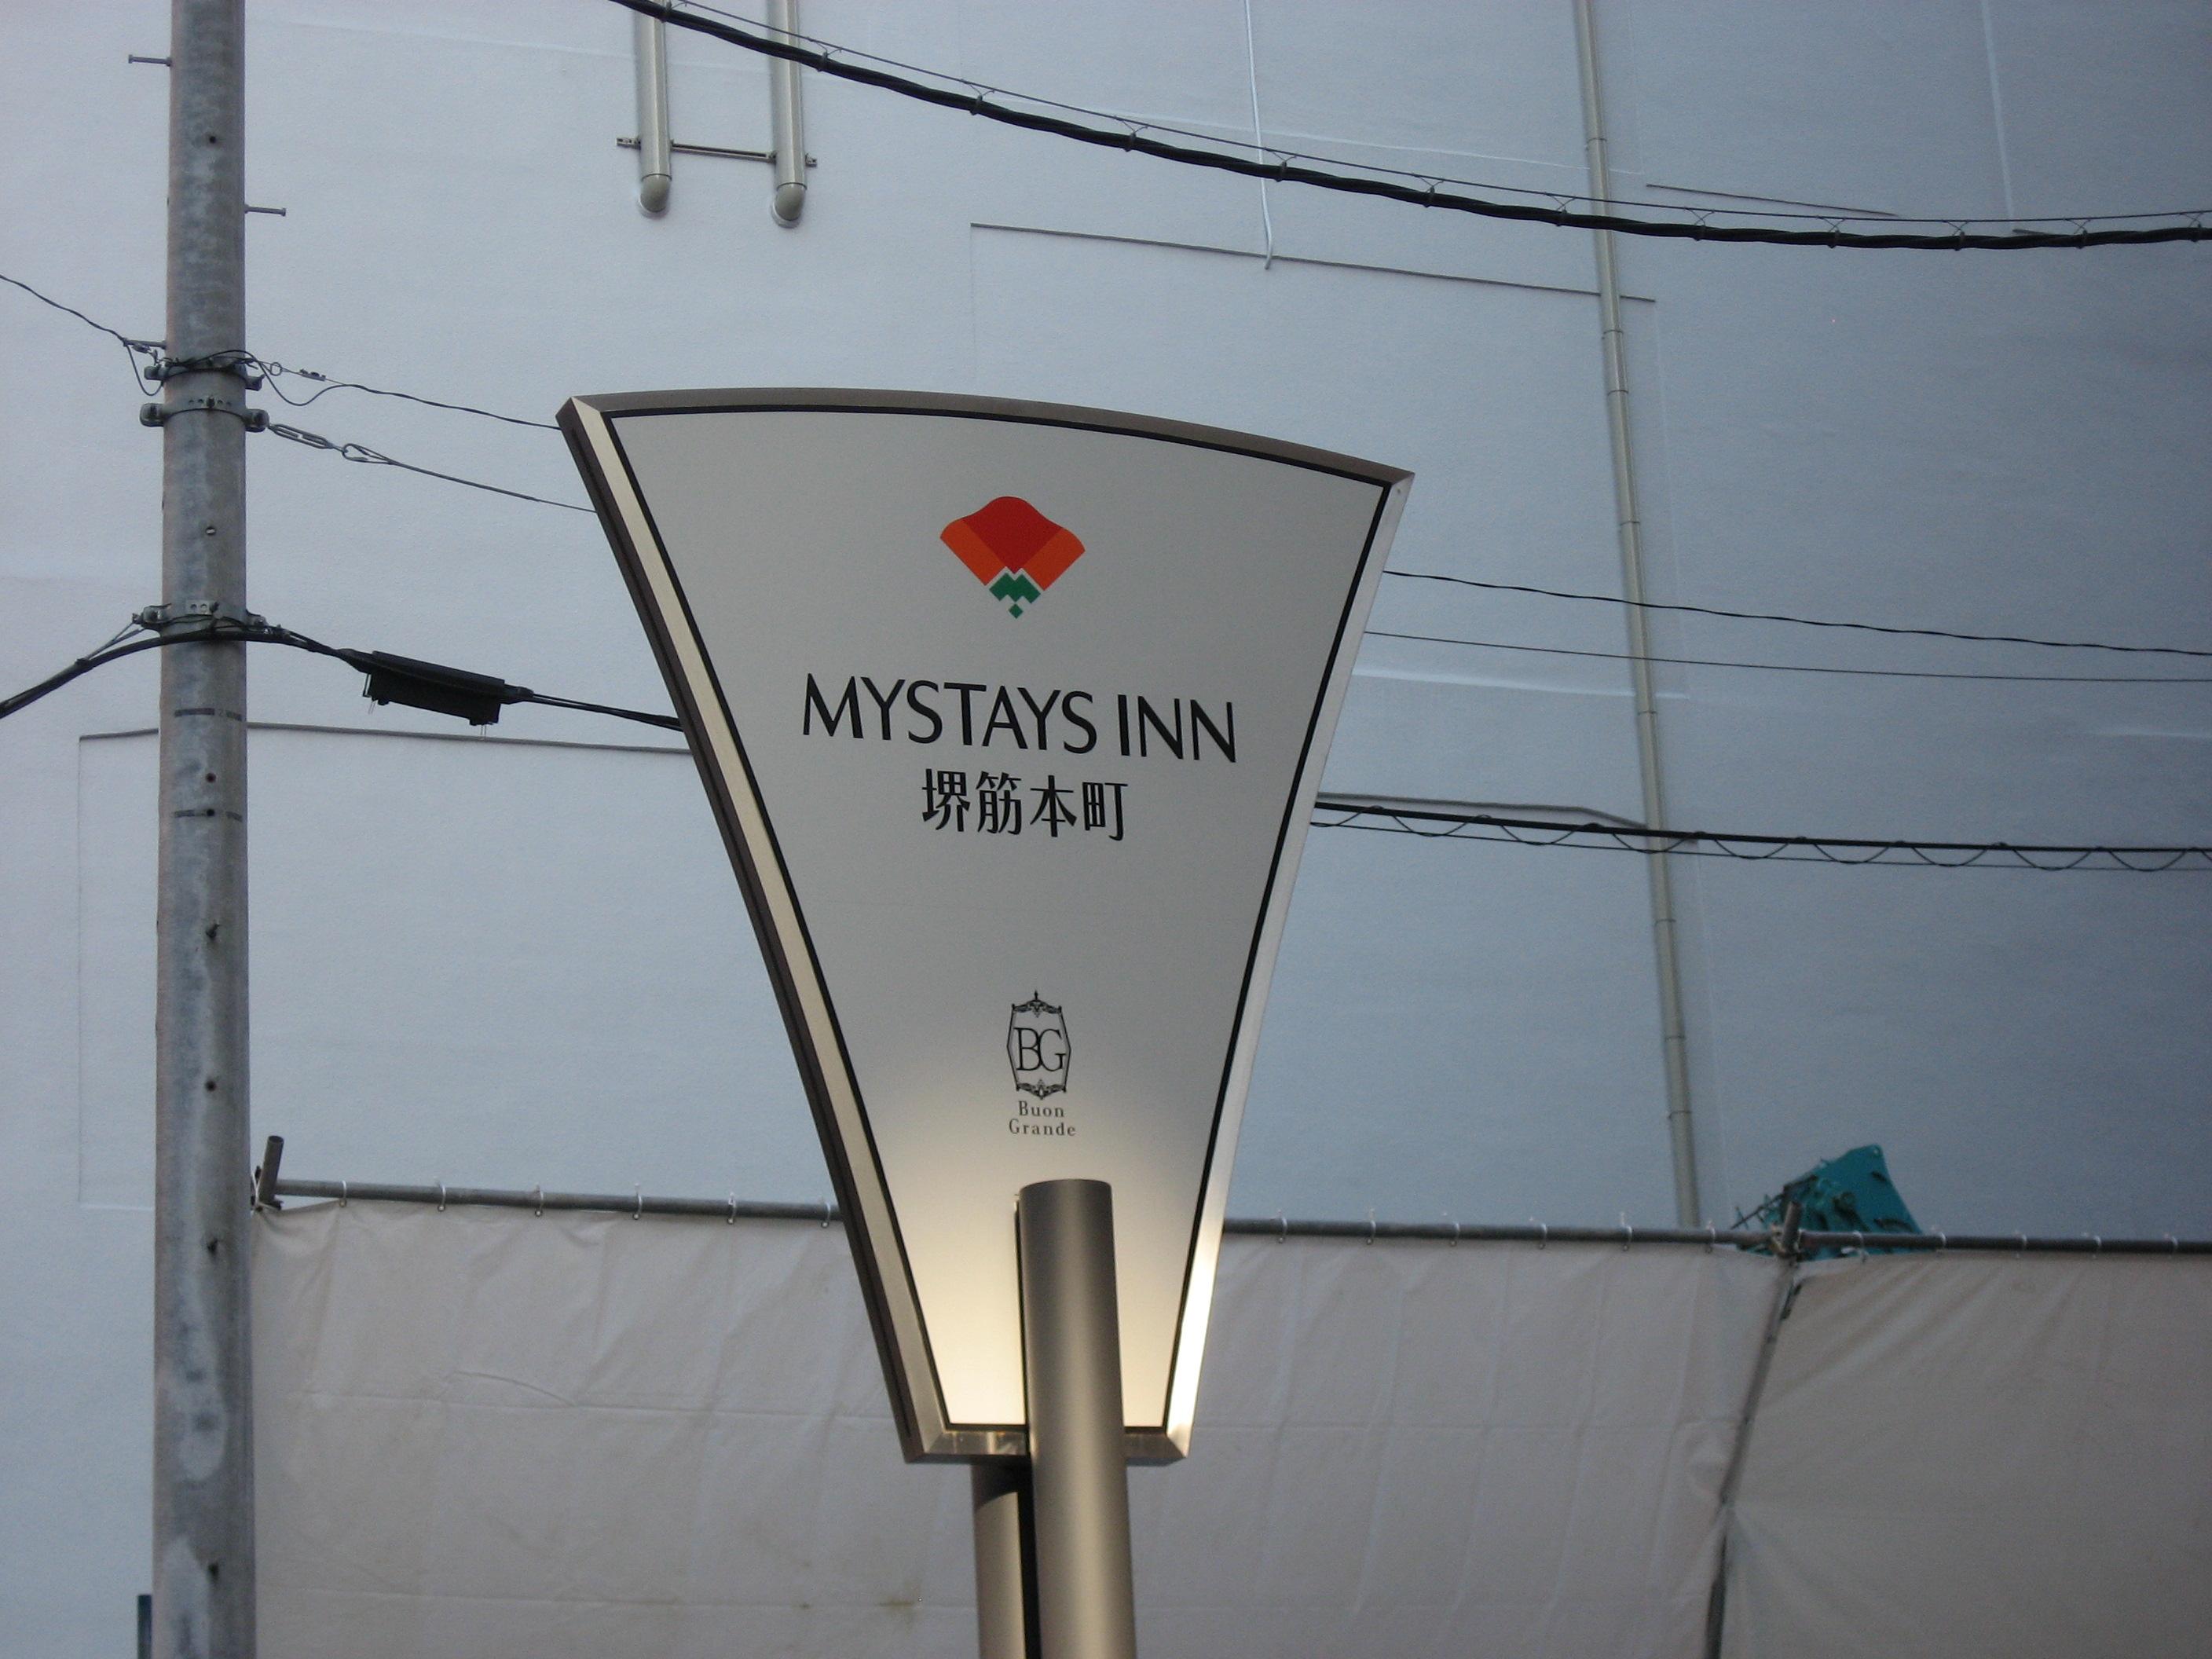 MYSTAYS INN
堺筋本町
BG
Buon
Grande